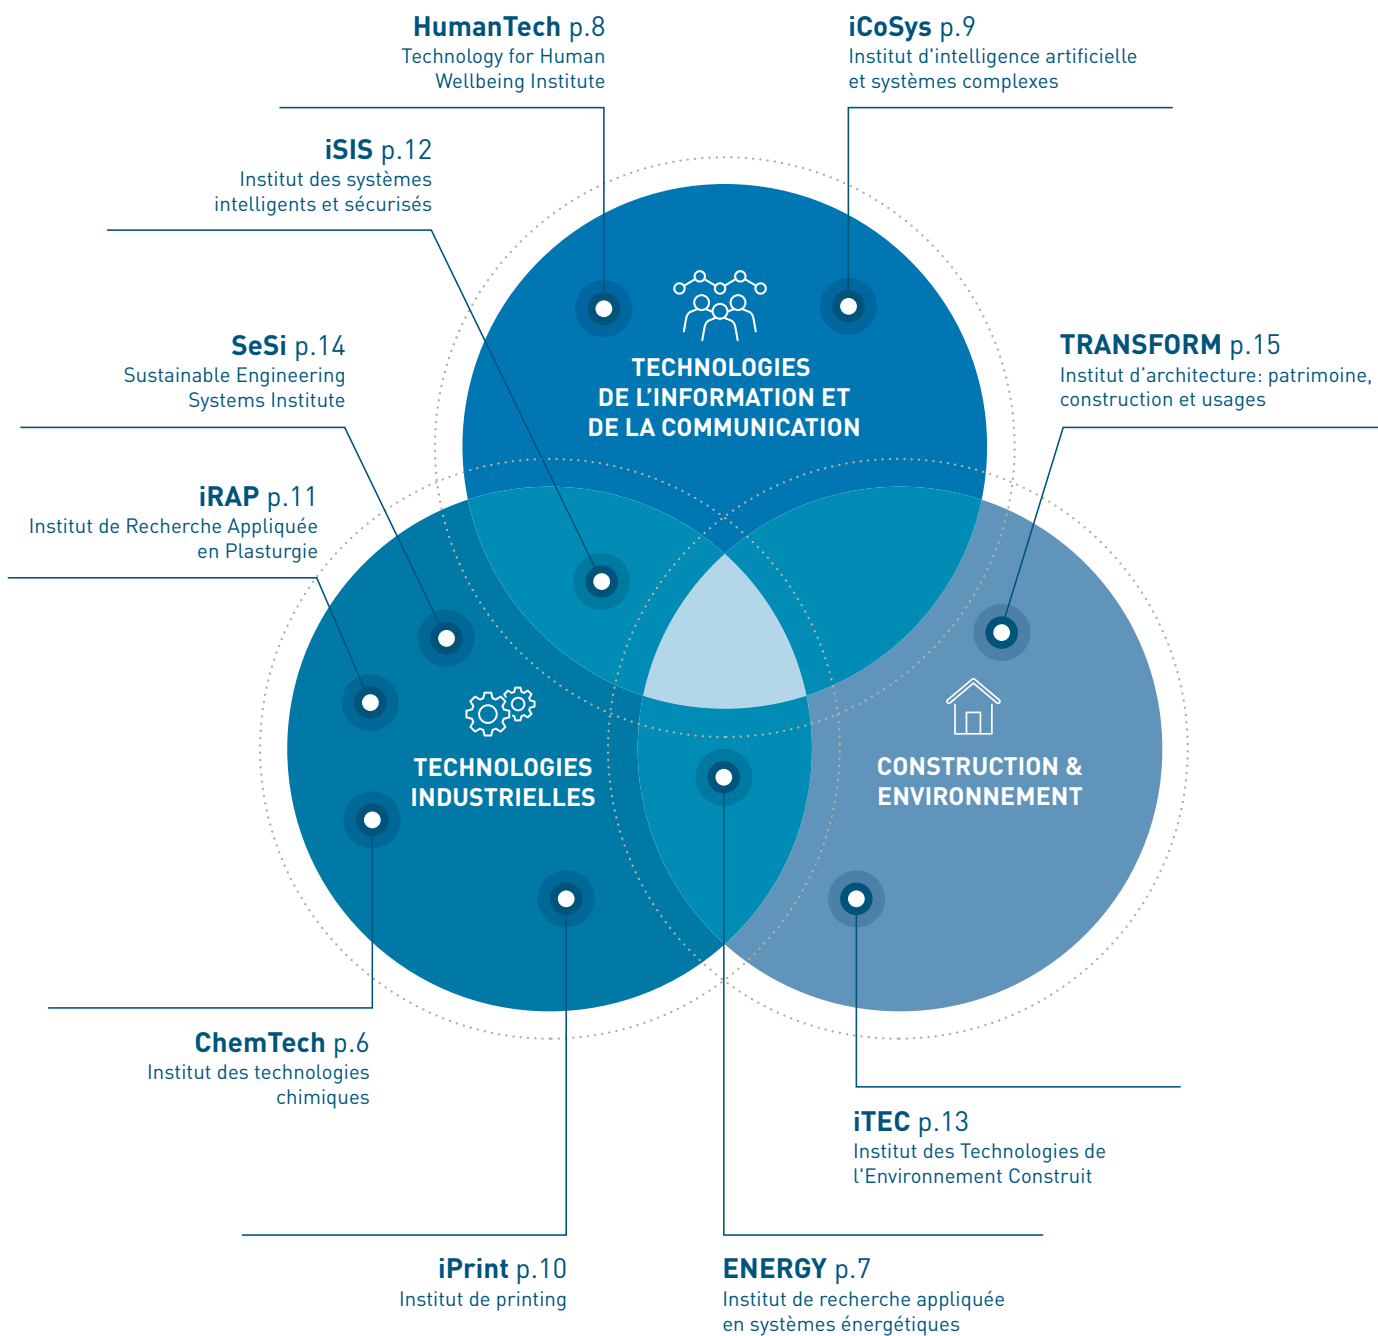 HumanTech p.8
Technology for Human
Wellbeing Institute
iCoSys p.9
Institut d'intelligence artificielle
et systèmes complexes
iSIS p.12
Institut des systèmes
intelligents et sécurisés
SeSi p.14
Sustainable Engineering
Systems Institute
TRANSFORM p.15
Institut d’architecture: patrimoine,
construction et usages
TECHNOLOGIES
DE L’INFORMATION ET
DE LA COMMUNICATION
iRAP p.11
Institut de Recherche Appliquée
en Plasturgie
TECHNOLOGIES
INDUSTRIELLES
CONSTRUCTION &
ENVIRONNEMENT
ChemTech p.6
Institut des technologies
chimiques
iTEC p.13
Institut des Technologies de
l'Environnement Construit
iPrint p.10
Institut de printing
ENERGY p.7
Institut de recherche appliquée
en systèmes énergétiques